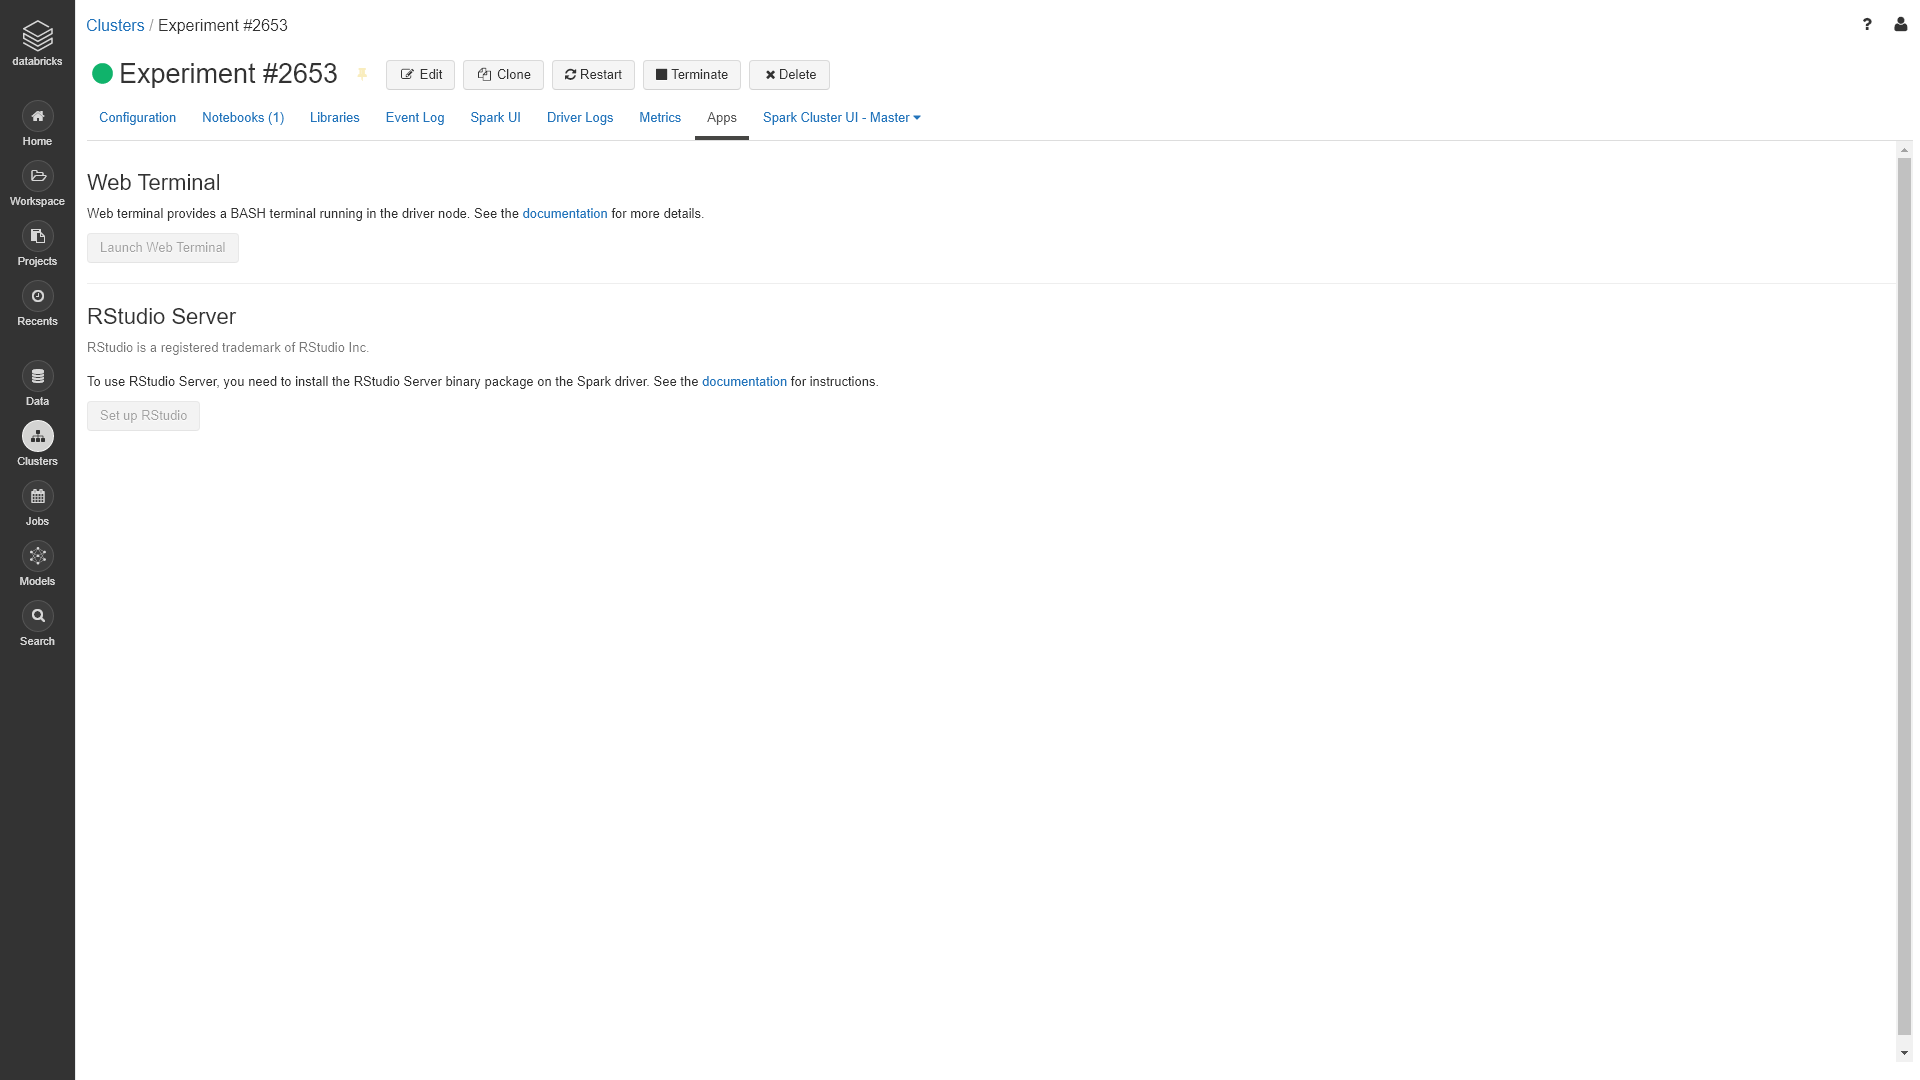 databricks
Home
Workspace
Projects
Recents
Data
Clusters
Jobs
Models
Search
Clusters / Experiment #2653
?
Experiment #2653
Edit
Clone
Restart
Terminate
Delete
Configuration
Notebooks (1)
Libraries
Event Log
Spark UI
Driver Logs
Metrics
Apps
Spark Cluster UI - Master
Web Terminal
Web terminal provides a BASH terminal running in the driver node. See the documentation for more details.
Launch Web Terminal
RStudio Server
RStudio is a registered trademark of RStudio Inc.
To use RStudio Server, you need to install the RStudio Server binary package on the Spark driver. See the documentation for instructions.
Set up RStudio